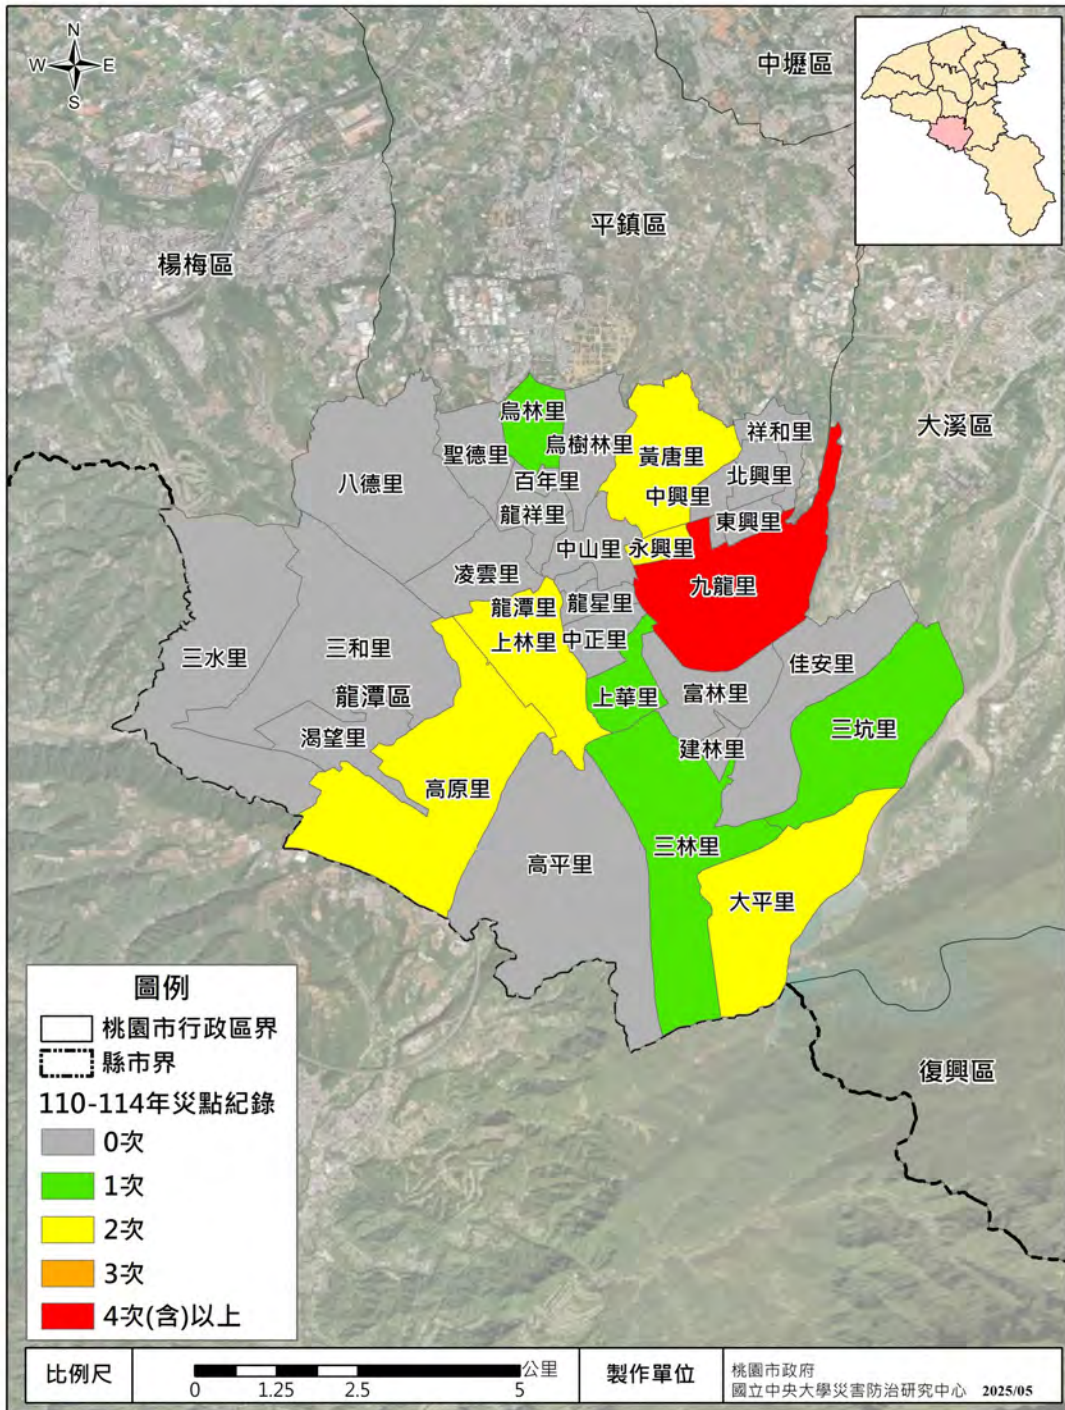 N
W E
S
中壢區
平鎮區
楊梅區
大溪區
烏林里
祥和里
聖德里
烏樹林里
黃唐里
八德里
百年里
北興里
中興里
龍祥里
東興里
中山里
永興里
凌雲里
九龍里
龍潭里
龍星里
上林里
中正里
三水里
三和里
佳安里
龍潭區
上華里
富林里
渴望里
建林里
三坑里
高原里
三林里
高平里
大平里
復興區
圖例
桃園市行政區界
縣市界
110-114年災點紀錄
0次
1次
2次
3次
4次(含)以上
比例尺
公里
0 1.25 2.5 5
製作單位
桃園市政府
國立中央大學災害防治研究中心 2025/05